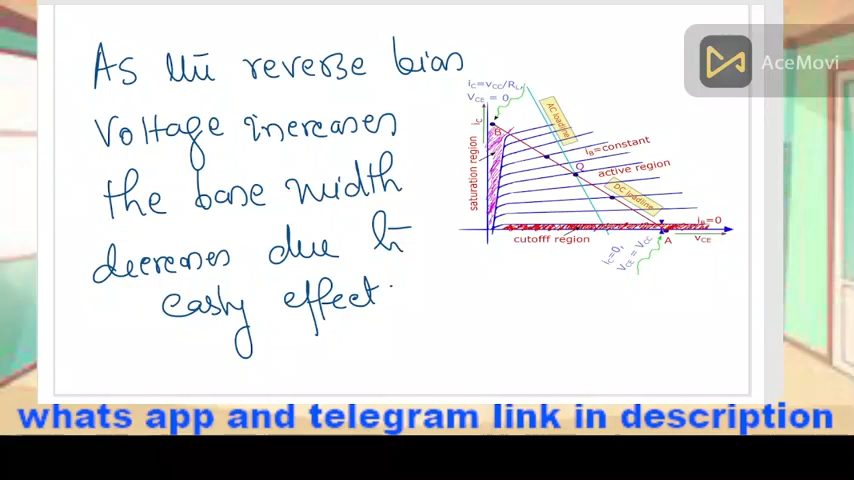 As the reverse bias
voltage increases
the base width
decreases due to
early effect.
AceMovi
iC=VCC/RL,
VCE = 0
iC
B
AC loadline
iB=constant
Q
active region
saturation region
DC loadline
iB=0
cutofff region
A
VCE
iC=0,
VCE = VCC
whats app and telegram link in description